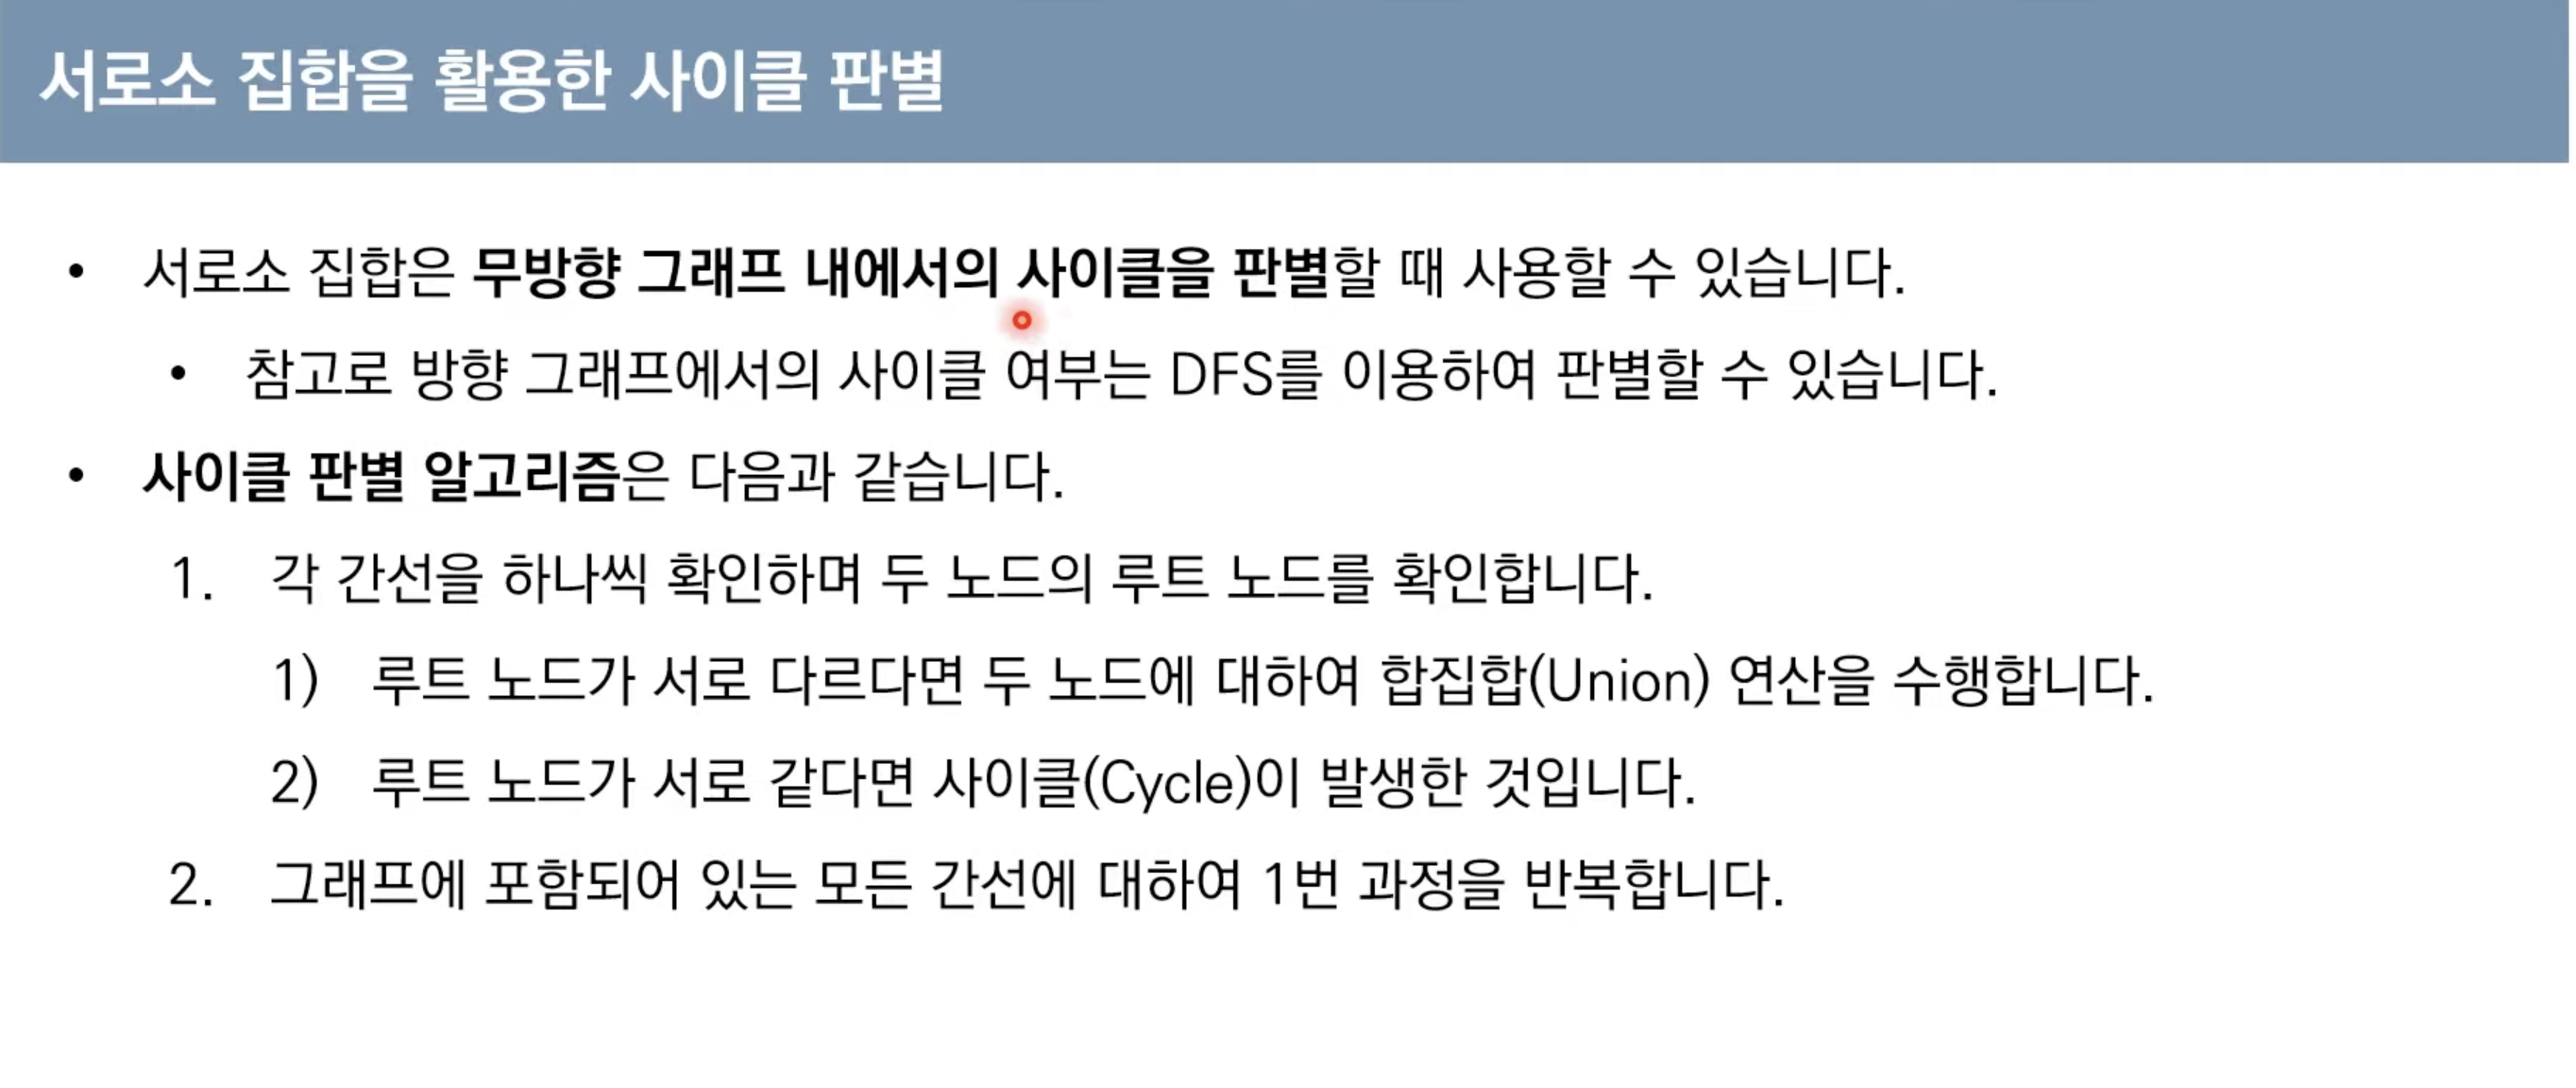 서로소 집합을 활용한 사이클 판별
• 서로소 집합은 무방향 그래프 내에서의 사이클을 판별할 때 사용할 수 있습니다.
• 참고로 방향 그래프에서의 사이클 여부는 DFS를 이용하여 판별할 수 있습니다.
• 사이클 판별 알고리즘은 다음과 같습니다.
1. 각 간선을 하나씩 확인하며 두 노드의 루트 노드를 확인합니다.
1) 루트 노드가 서로 다르다면 두 노드에 대하여 합집합(Union) 연산을 수행합니다.
2) 루트 노드가 서로 같다면 사이클(Cycle)이 발생한 것입니다.
2. 그래프에 포함되어 있는 모든 간선에 대하여 1번 과정을 반복합니다.